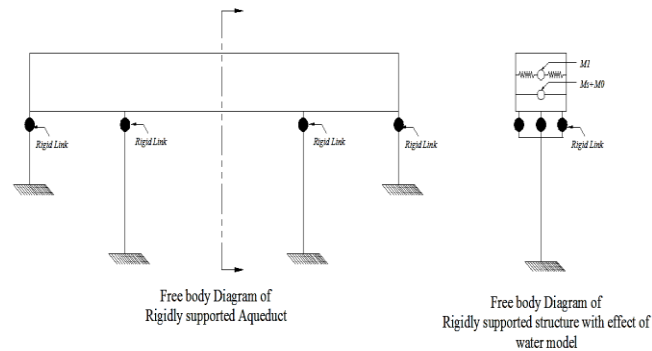 M1
Ms+M0
Rigid Link
Rigid Link
Rigid Link
Rigid Link
Rigid Link
Free body Diagram of
Rigidly supported Aqueduct
Free body Diagram of
Rigidly supported structure with effect of
water model